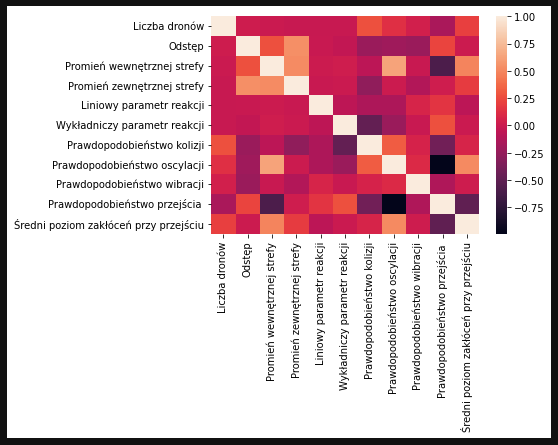 Liczba dronów
Odstęp
Promień wewnętrznej strefy
Promień zewnętrznej strefy
Liniowy parametr reakcji
Wykładniczy parametr reakcji
Prawdopodobieństwo kolizji
Prawdopodobieństwo oscylacji
Prawdopodobieństwo wibracji
Prawdopodobieństwo przejścia
Średni poziom zakłóceń przy przejściu
Liczba dronów
Odstęp
Promień wewnętrznej strefy
Promień zewnętrznej strefy
Liniowy parametr reakcji
Wykładniczy parametr reakcji
Prawdopodobieństwo kolizji
Prawdopodobieństwo oscylacji
Prawdopodobieństwo wibracji
Prawdopodobieństwo przejścia
Średni poziom zakłóceń przy przejściu
1.00
0.75
0.50
0.25
0.00
−0.25
−0.50
−0.75